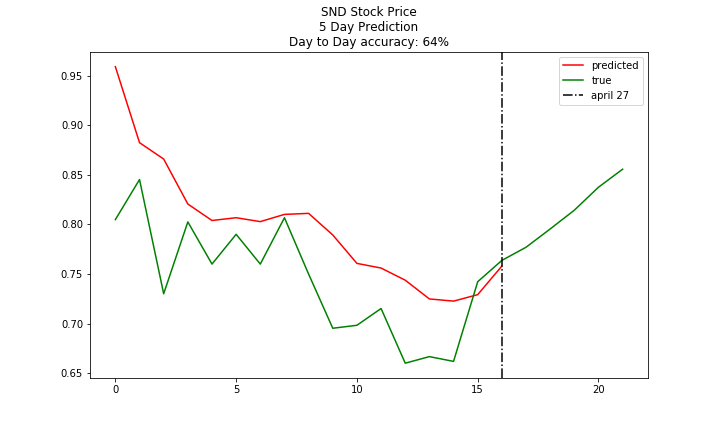 SND Stock Price
5 Day Prediction
Day to Day accuracy: 64%
predicted
true
april 27
0.95
0.90
0.85
0.80
0.75
0.70
0.65
0 5 10 15 20